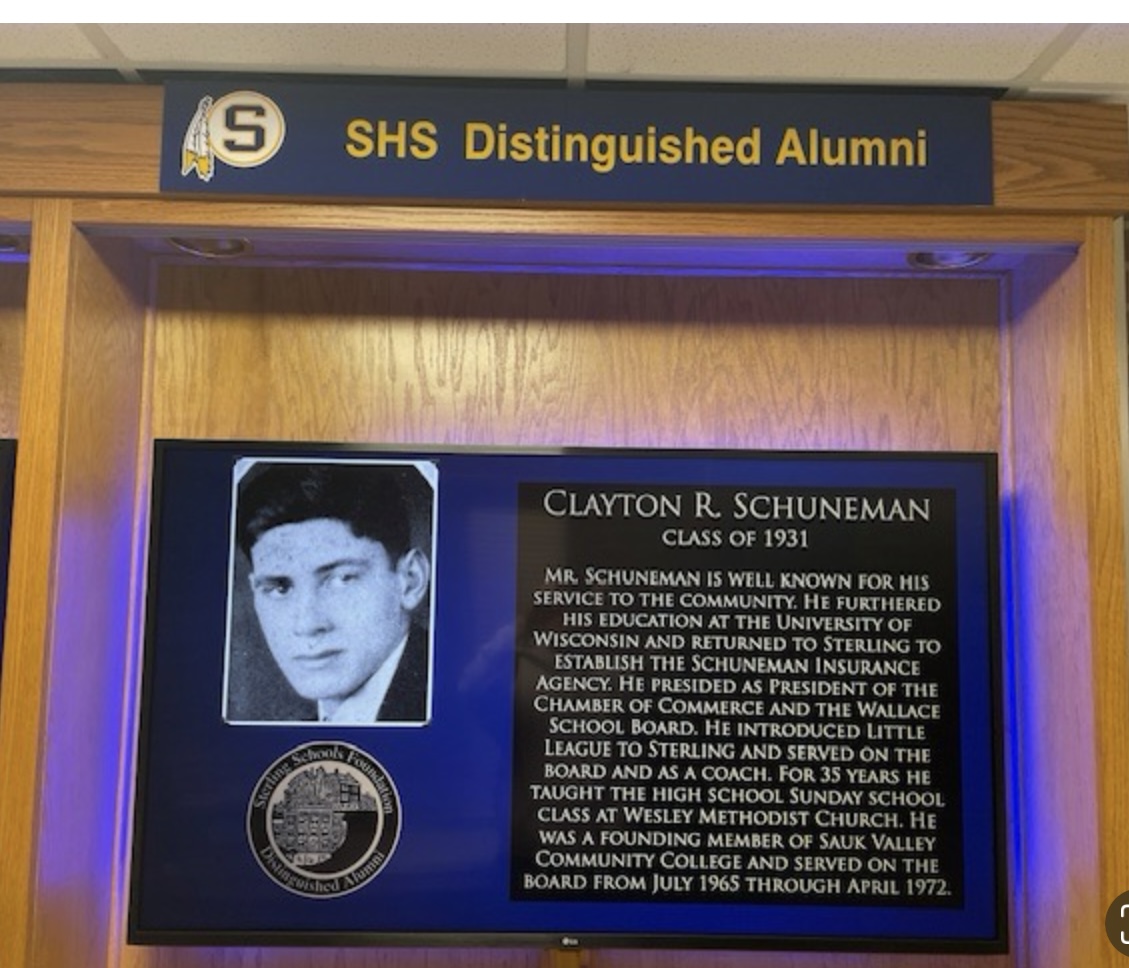 S
SHS Distinguished Alumni
CLAYTON R. SCHUNEMAN
CLASS OF 1931
MR. SCHUNEMAN IS WELL KNOWN FOR HIS
SERVICE TO THE COMMUNITY. HE FURTHERED
HIS EDUCATION AT THE UNIVERSITY OF
WISCONSIN AND RETURNED TO STERLING TO
ESTABLISH THE SCHUNEMAN INSURANCE
AGENCY. HE PRESIDED AS PRESIDENT OF THE
CHAMBER OF COMMERCE AND THE WALLACE
SCHOOL BOARD. HE INTRODUCED LITTLE
LEAGUE TO STERLING AND SERVED ON THE
BOARD AND AS A COACH. FOR 35 YEARS HE
TAUGHT THE HIGH SCHOOL SUNDAY SCHOOL
CLASS AT WESLEY METHODIST CHURCH. HE
WAS A FOUNDING MEMBER OF SAUK VALLEY
COMMUNITY COLLEGE AND SERVED ON THE
BOARD FROM JULY 1965 THROUGH APRIL 1972.
Sterling Schools Foundation
Distinguished Alumni
LG